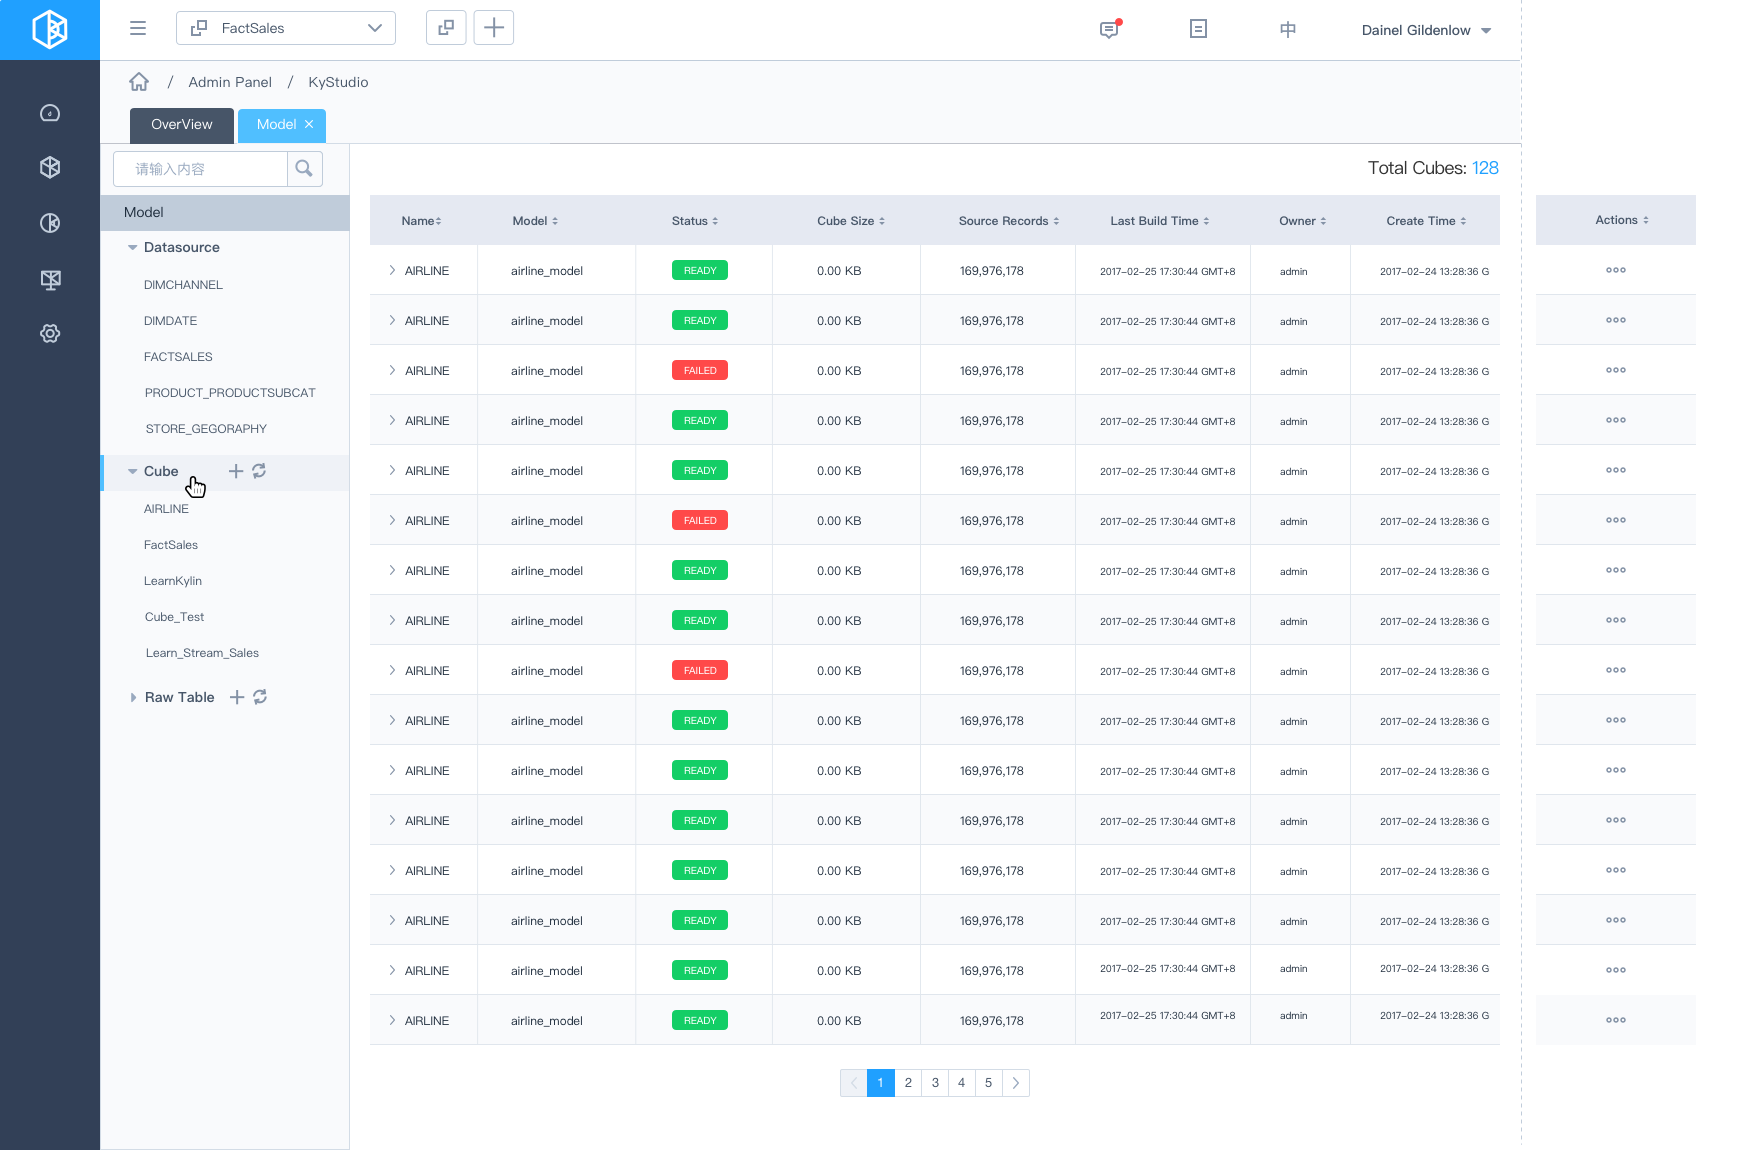 FactSales
中
Dainel Gildenlow
/ Admin Panel / KyStudio
OverView
Model ×
请输入内容
Total Cubes: 128
Model
Datasource
DIMCHANNEL
DIMDATE
FACTSALES
PRODUCT_PRODUCTSUBCAT
STORE_GEGORAPHY
Cube
AIRLINE
FactSales
LearnKylin
Cube_Test
Learn_Stream_Sales
Raw Table
Name Model Status Cube Size Source Records Last Build Time Owner Create Time Actions
AIRLINE airline_model READY 0.00 KB 169,976,178 2017-02-25 17:30:44 GMT+8 admin 2017-02-24 13:28:36 G
AIRLINE airline_model READY 0.00 KB 169,976,178 2017-02-25 17:30:44 GMT+8 admin 2017-02-24 13:28:36 G
AIRLINE airline_model FAILED 0.00 KB 169,976,178 2017-02-25 17:30:44 GMT+8 admin 2017-02-24 13:28:36 G
AIRLINE airline_model READY 0.00 KB 169,976,178 2017-02-25 17:30:44 GMT+8 admin 2017-02-24 13:28:36 G
AIRLINE airline_model READY 0.00 KB 169,976,178 2017-02-25 17:30:44 GMT+8 admin 2017-02-24 13:28:36 G
AIRLINE airline_model FAILED 0.00 KB 169,976,178 2017-02-25 17:30:44 GMT+8 admin 2017-02-24 13:28:36 G
AIRLINE airline_model READY 0.00 KB 169,976,178 2017-02-25 17:30:44 GMT+8 admin 2017-02-24 13:28:36 G
AIRLINE airline_model READY 0.00 KB 169,976,178 2017-02-25 17:30:44 GMT+8 admin 2017-02-24 13:28:36 G
AIRLINE airline_model FAILED 0.00 KB 169,976,178 2017-02-25 17:30:44 GMT+8 admin 2017-02-24 13:28:36 G
AIRLINE airline_model READY 0.00 KB 169,976,178 2017-02-25 17:30:44 GMT+8 admin 2017-02-24 13:28:36 G
AIRLINE airline_model READY 0.00 KB 169,976,178 2017-02-25 17:30:44 GMT+8 admin 2017-02-24 13:28:36 G
AIRLINE airline_model READY 0.00 KB 169,976,178 2017-02-25 17:30:44 GMT+8 admin 2017-02-24 13:28:36 G
AIRLINE airline_model READY 0.00 KB 169,976,178 2017-02-25 17:30:44 GMT+8 admin 2017-02-24 13:28:36 G
AIRLINE airline_model READY 0.00 KB 169,976,178 2017-02-25 17:30:44 GMT+8 admin 2017-02-24 13:28:36 G
AIRLINE airline_model READY 0.00 KB 169,976,178 2017-02-25 17:30:44 GMT+8 admin 2017-02-24 13:28:36 G
AIRLINE airline_model READY 0.00 KB 169,976,178 2017-02-25 17:30:44 GMT+8 admin 2017-02-24 13:28:36 G
1 2 3 4 5